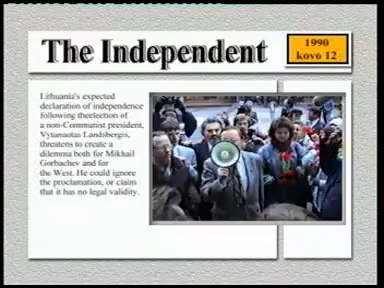 The Independent
1990
kovo 12
Lithuania's expected
declaration of independence
following theelection of
a non-Communist president,
Vytanautao Landsbergis,
threatens to create a
dilemma both for Mikhail
Gorbachev and for
the West. He could ignore
the proclamation, or claim
that it has no legal validity.